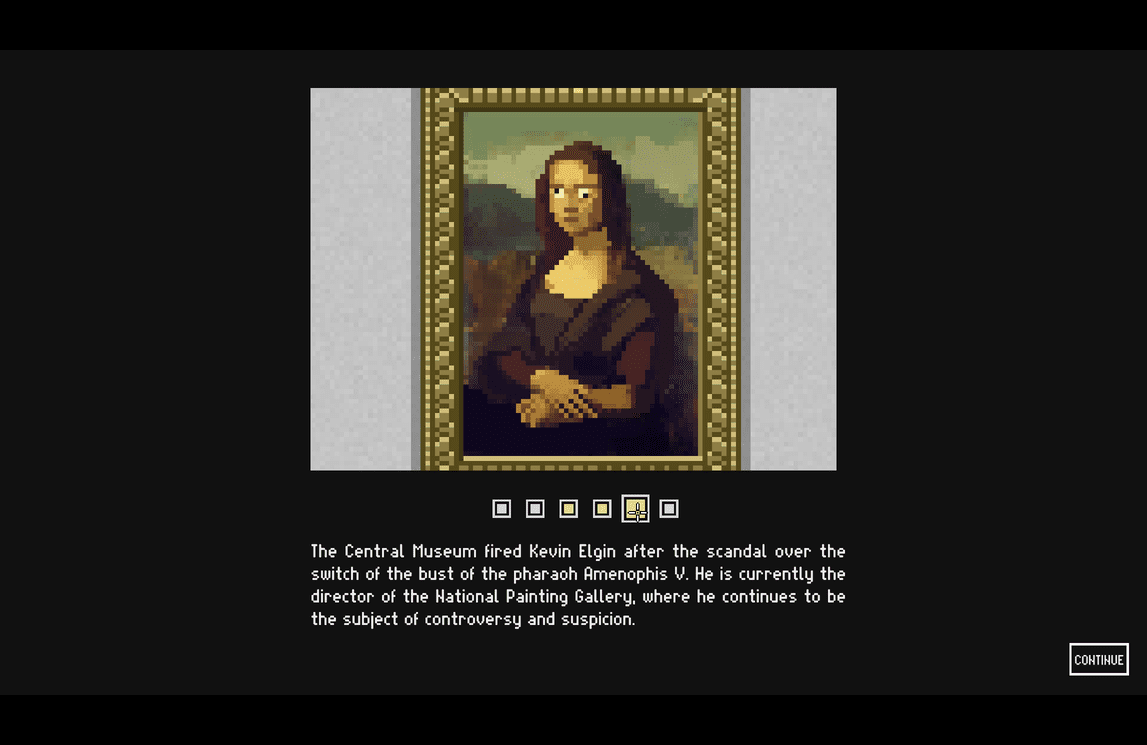 The Central Museum fired Kevin Elgin after the scandal over the
switch of the bust of the pharaoh Amenophis V. He is currently the
director of the National Painting Gallery, where he continues to be
the subject of controversy and suspicion.
CONTINUE